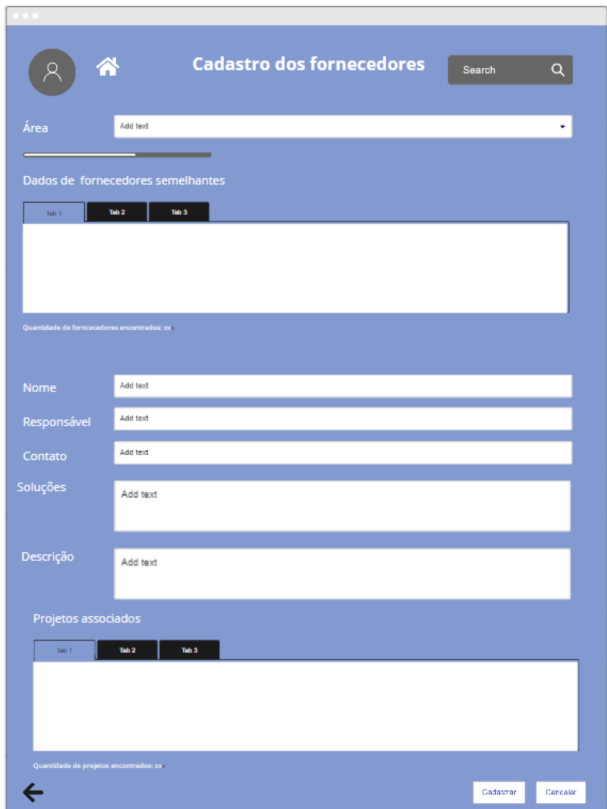 Cadastro dos fornecedores
Search
Área
Add text
Dados de fornecedores semelhantes
Tab 1 Tab 2 Tab 3
Quantidade de forncecedores encontrados: xx
Nome
Add text
Responsável
Add text
Contato
Add text
Soluções
Add text
Descrição
Add text
Projetos associados
Tab 1 Tab 2 Tab 3
Quantidade de projetos encontrados: xx
Cadastrar Cancelar